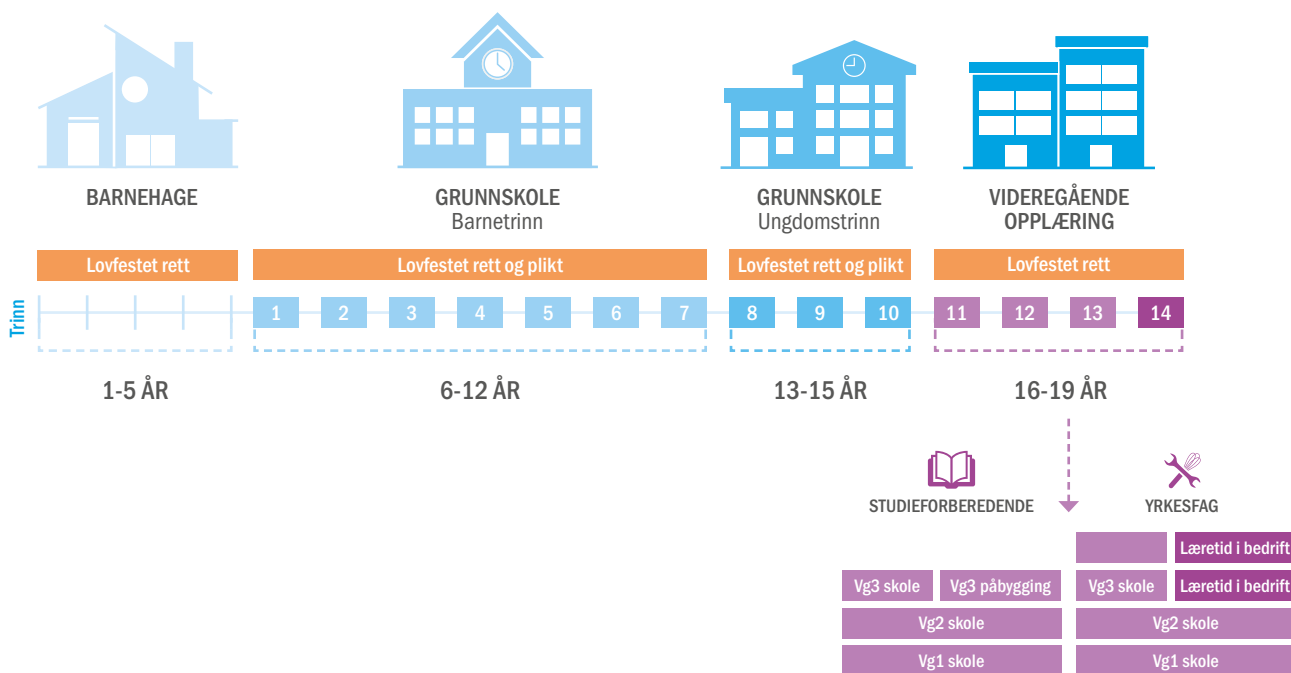 BARNEHAGE
GRUNNSKOLE
Barnetrinn
GRUNNSKOLE
Ungdomstrinn
VIDEREGÅENDE
OPPLÆRING
Lovfestet rett
Lovfestet rett og plikt
Lovfestet rett og plikt
Lovfestet rett
Trinn
1 2 3 4 5 6 7 8 9 10 11 12 13 14
1-5 ÅR
6-12 ÅR
13-15 ÅR
16-19 ÅR
STUDIEFORBEREDENDE
YRKESFAG
Læretid i bedrift
Vg3 skole
Vg3 påbygging
Vg3 skole
Læretid i bedrift
Vg2 skole
Vg2 skole
Vg1 skole
Vg1 skole